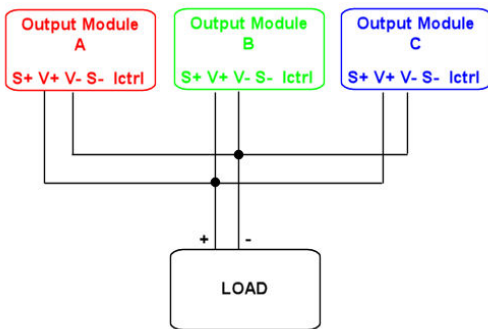 Output Module
A
S+ V+ V- S- Ictrl
Output Module
B
S+ V+ V- S- Ictrl
Output Module
C
S+ V+ V- S- Ictrl
+ -
LOAD